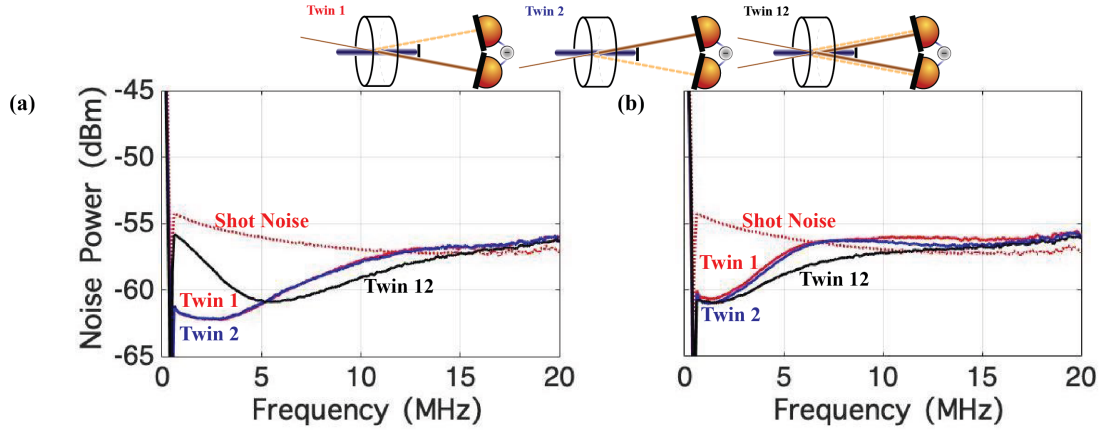 Twin 1 Twin 2 Twin 12
(a) (b)
Noise Power (dBm)
-45
-50
-55
-60
-65
Shot Noise
Twin 1
Twin 2
Twin 12
0 5 10 15 20
Frequency (MHz)
Shot Noise
Twin 1
Twin 2
Twin 12
0 5 10 15 20
Frequency (MHz)